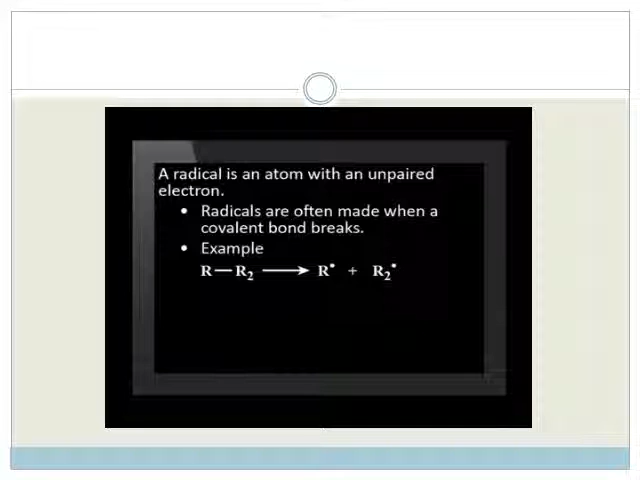 A radical is an atom with an unpaired
electron.
• Radicals are often made when a
covalent bond breaks.
• Example
R—R₂ ⟶ R• + R₂•